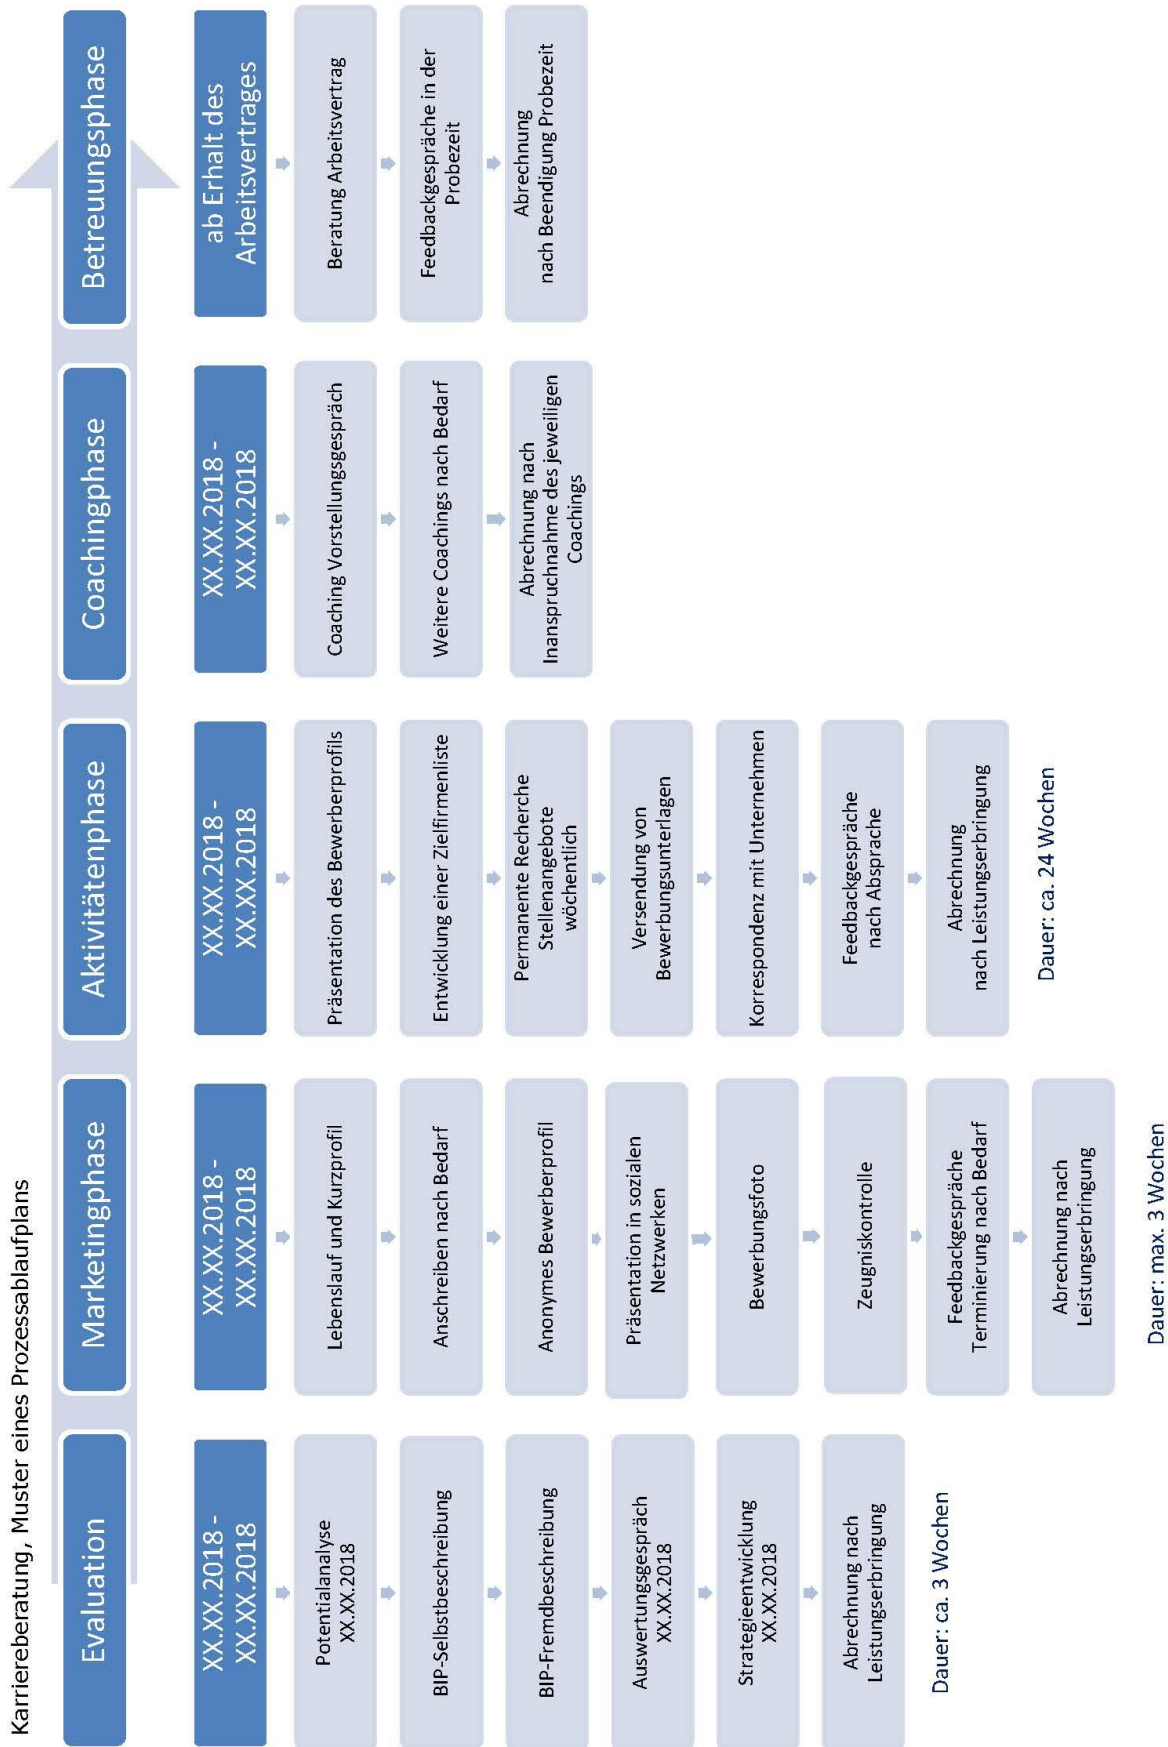 Karriereberatung, Muster eines Prozessablaufplans
Evaluation
XX.XX.2018 -
XX.XX.2018
Potentialanalyse
XX.XX.2018
BIP-Selbstbeschreibung
BIP-Fremdbeschreibung
Auswertungsgespräch
XX.XX.2018
Strategieentwicklung
XX.XX.2018
Abrechnung nach
Leistungserbringung
Dauer: ca. 3 Wochen
Marketingphase
XX.XX.2018 -
XX.XX.2018
Lebenslauf und Kurzprofil
Anschreiben nach Bedarf
Anonymes Bewerberprofil
Präsentation in sozialen
Netzwerken
Bewerbungsfoto
Zeugniskontrolle
Feedbackgespräche
Terminierung nach Bedarf
Abrechnung nach
Leistungserbringung
Dauer: max. 3 Wochen
Aktivitätenphase
XX.XX.2018 -
XX.XX.2018
Präsentation des Bewerberprofils
Entwicklung einer Zielfirmenliste
Permanente Recherche
Stellenangebote
wöchentlich
Versendung von
Bewerbungsunterlagen
Korrespondenz mit Unternehmen
Feedbackgespräche
nach Absprache
Abrechnung
nach Leistungserbringung
Dauer: ca. 24 Wochen
Coachingphase
XX.XX.2018 -
XX.XX.2018
Coaching Vorstellungsgespräch
Weitere Coachings nach Bedarf
Abrechnung nach
Inanspruchnahme des jeweiligen
Coachings
Betreuungsphase
ab Erhalt des
Arbeitsvertrages
Beratung Arbeitsvertrag
Feedbackgespräche in der
Probezeit
Abrechnung
nach Beendigung Probezeit